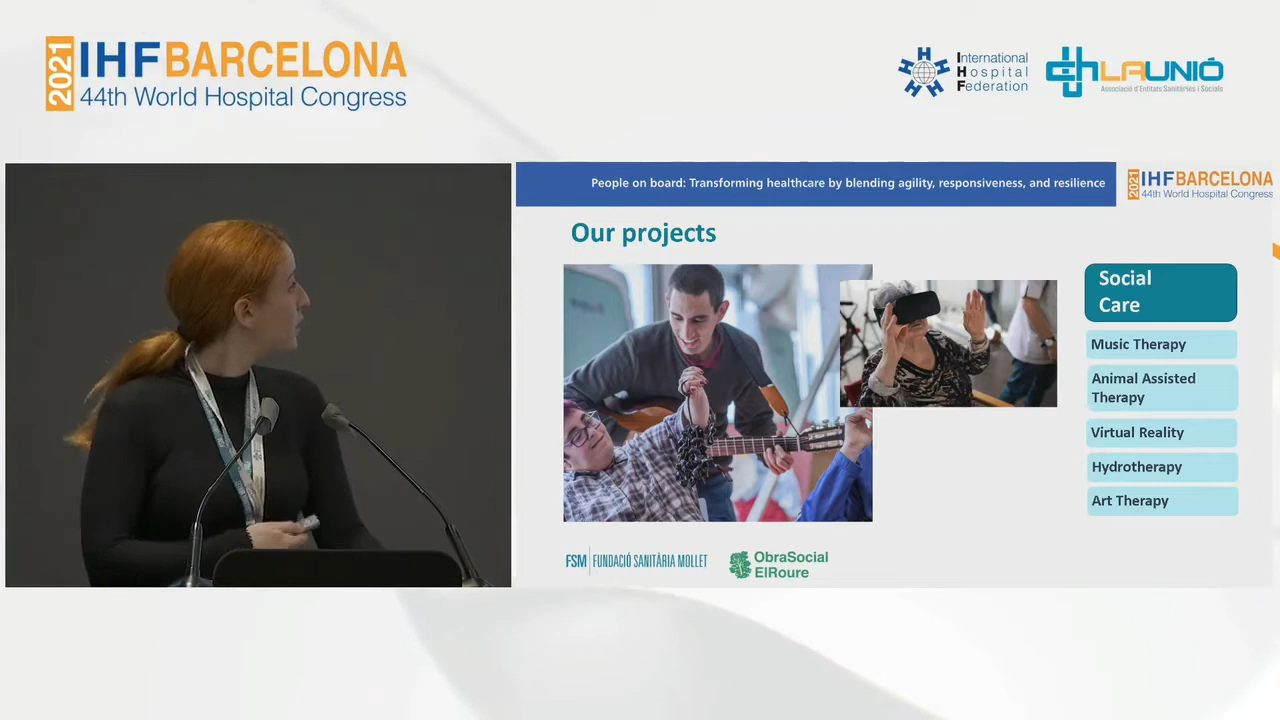 2021 IHFBARCELONA
44th World Hospital Congress
International
Hospital
Federation
LAUNIÓ
Associació d'Entitats Sanitàries i Socials
People on board: Transforming healthcare by blending agility, responsiveness, and resilience
2021 IHFBARCELONA
44th World Hospital Congress
Our projects
Social
Care
Music Therapy
Animal Assisted
Therapy
Virtual Reality
Hydrotherapy
Art Therapy
FSM FUNDACIÓ SANITÀRIA MOLLET
ObraSocial
ElRoure